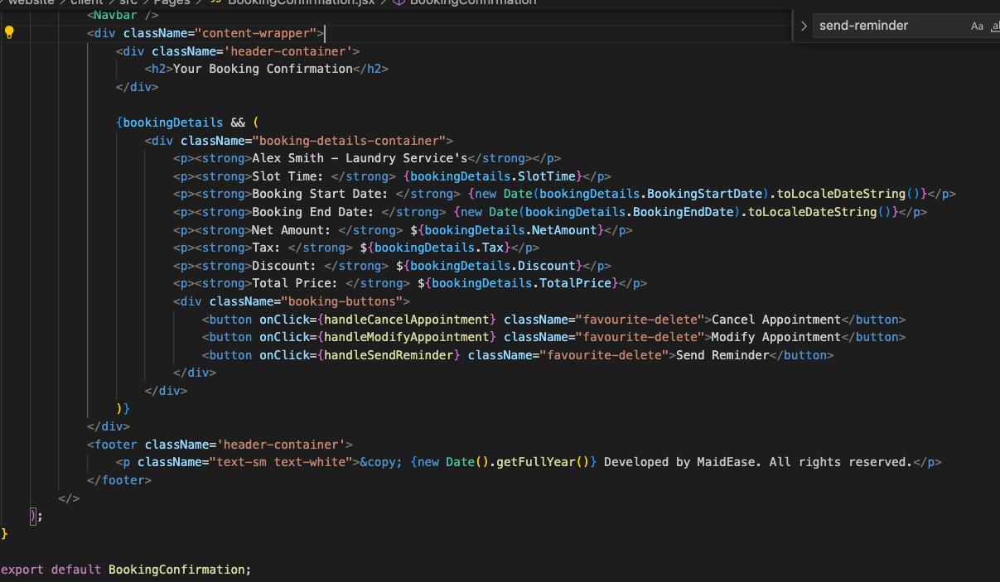 website > client > src > Pages > BookingConfirmation.jsx > BookingConfirmation
<Navbar />
<div className="content-wrapper">
send-reminder
Aa
<div className='header-container'>
<h2>Your Booking Confirmation</h2>
</div>
{bookingDetails && (
<div className="booking-details-container">
<p><strong>Alex Smith - Laundry Service's</strong></p>
<p><strong>Slot Time: </strong> {bookingDetails.SlotTime}</p>
<p><strong>Booking Start Date: </strong> {new Date(bookingDetails.BookingStartDate).toLocaleDateString()}</p>
<p><strong>Booking End Date: </strong> {new Date(bookingDetails.BookingEndDate).toLocaleDateString()}</p>
<p><strong>Net Amount: </strong> ${bookingDetails.NetAmount}</p>
<p><strong>Tax: </strong> ${bookingDetails.Tax}</p>
<p><strong>Discount: </strong> ${bookingDetails.Discount}</p>
<p><strong>Total Price: </strong> ${bookingDetails.TotalPrice}</p>
<div className="booking-buttons">
<button onClick={handleCancelAppointment} className="favourite-delete">Cancel Appointment</button>
<button onClick={handleModifyAppointment} className="favourite-delete">Modify Appointment</button>
<button onClick={handleSendReminder} className="favourite-delete">Send Reminder</button>
</div>
</div>
)}
</div>
<footer className='header-container'>
<p className="text-sm text-white">&copy; {new Date().getFullYear()} Developed by MaidEase. All rights reserved.</p>
</footer>
</>
);
}
export default BookingConfirmation;